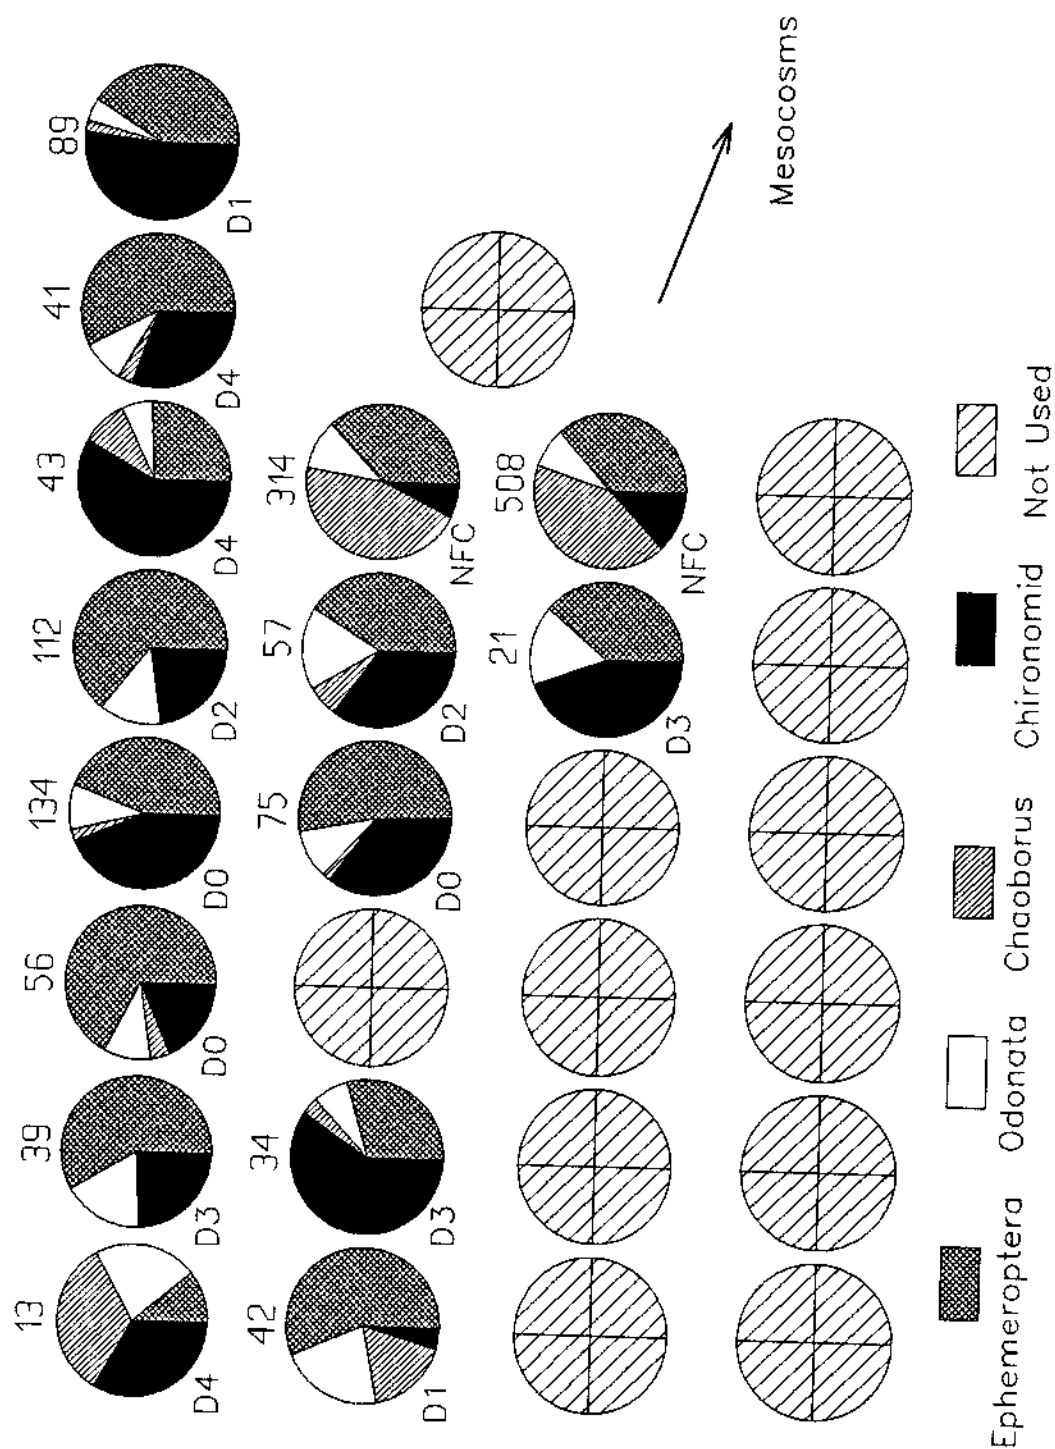 13 39 56 134 112 43 41 89
D4 D3 D0 D0 D2 D4 D4 D1
42 34 75 57 314
D1 D3 D0 D2 NFC
21 508
D3 NFC
Mesocosms
Ephemeroptera Odonata Chaoborus Chironomid Not Used